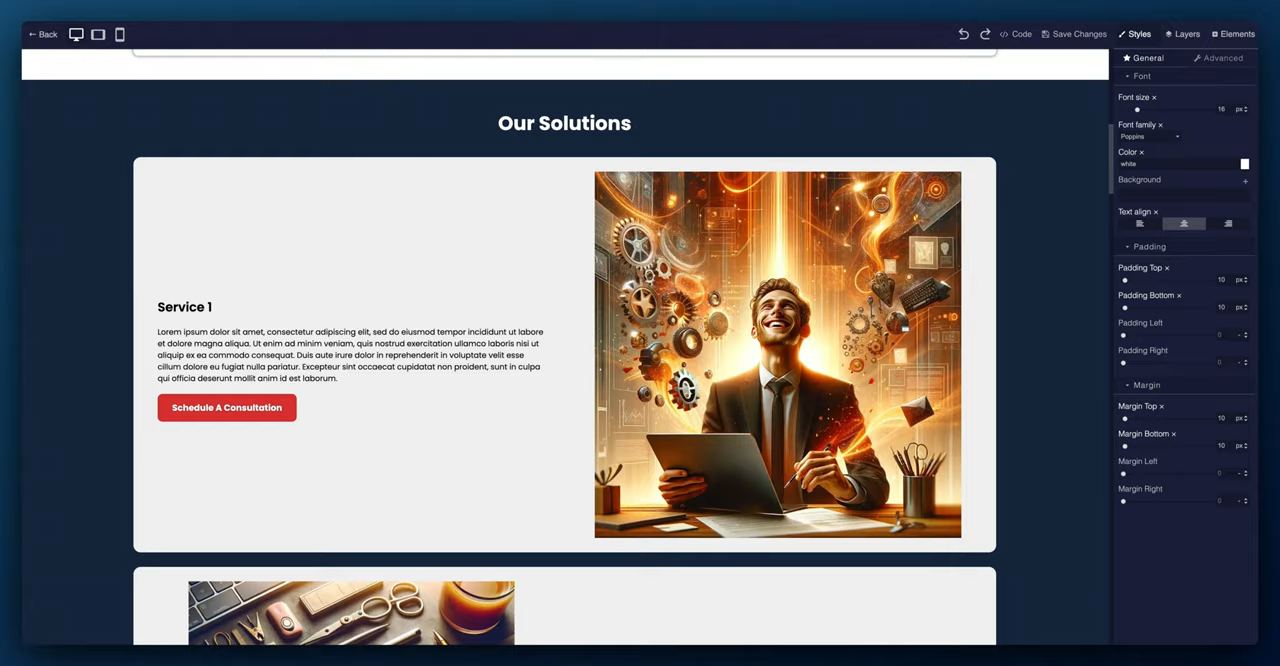 ← Back
</> Code
Save Changes
Styles
Layers
Elements
General
Advanced
Font
Font size ×
16 px
Font family ×
Poppins
Color ×
white
Background +
Text align ×
Padding
Padding Top ×
10 px
Padding Bottom ×
10 px
Padding Left
0 -
Padding Right
0 -
Margin
Margin Top ×
10 px
Margin Bottom ×
10 px
Margin Left
0 -
Margin Right
0 -
Our Solutions
Service 1
Lorem ipsum dolor sit amet, consectetur adipiscing elit, sed do eiusmod tempor incididunt ut labore
et dolore magna aliqua. Ut enim ad minim veniam, quis nostrud exercitation ullamco laboris nisi ut
aliquip ex ea commodo consequat. Duis aute irure dolor in reprehenderit in voluptate velit esse
cillum dolore eu fugiat nulla pariatur. Excepteur sint occaecat cupidatat non proident, sunt in culpa
qui officia deserunt mollit anim id est laborum.
Schedule A Consultation